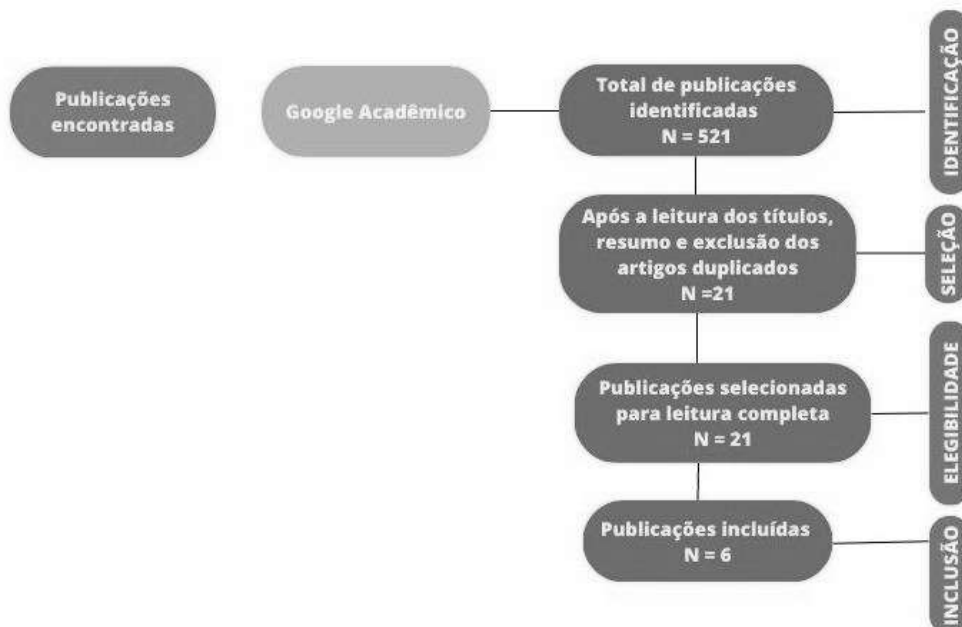 Publicações
encontradas
Google Acadêmico
Total de publicações
identificadas
N = 521
IDENTIFICAÇÃO
Após a leitura dos títulos,
resumo e exclusão dos
artigos duplicados
N =21
SELEÇÃO
Publicações selecionadas
para leitura completa
N = 21
ELEGIBILIDADE
Publicações incluídas
N = 6
INCLUSÃO